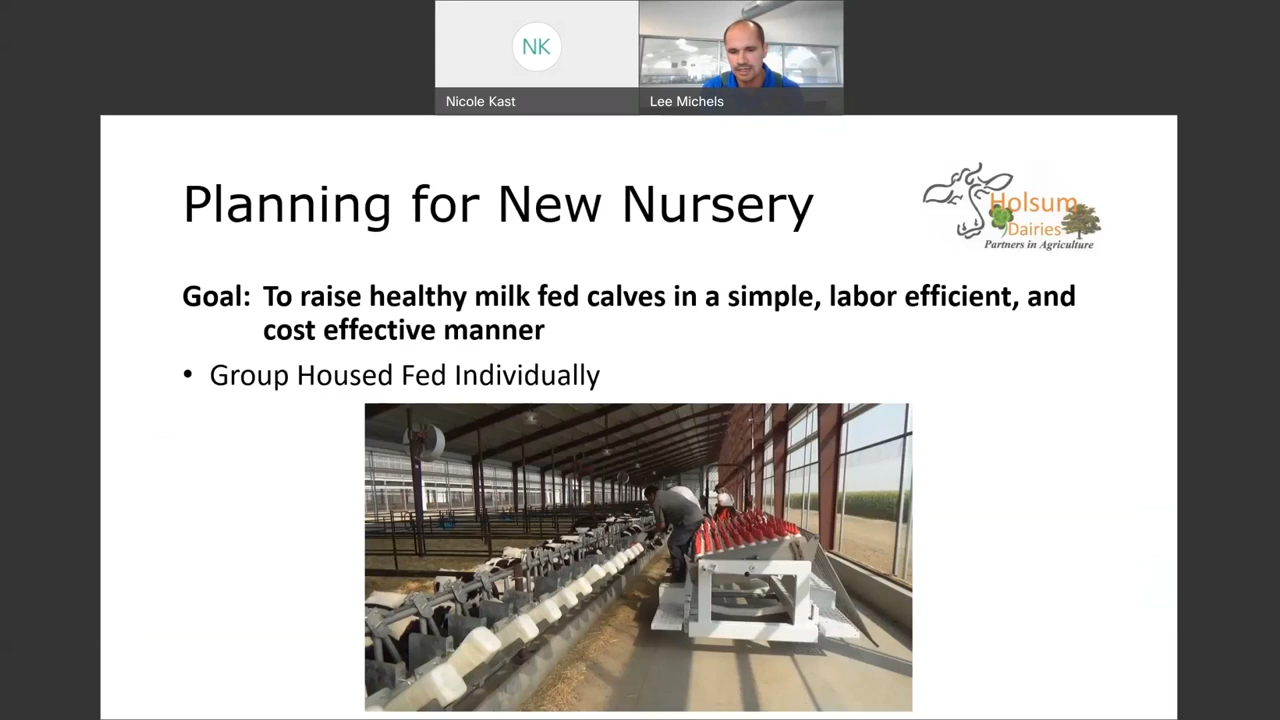 NK
Nicole Kast
Lee Michels
Planning for New Nursery
Holsum
Dairies
Partners in Agriculture
Goal: To raise healthy milk fed calves in a simple, labor efficient, and
cost effective manner
• Group Housed Fed Individually